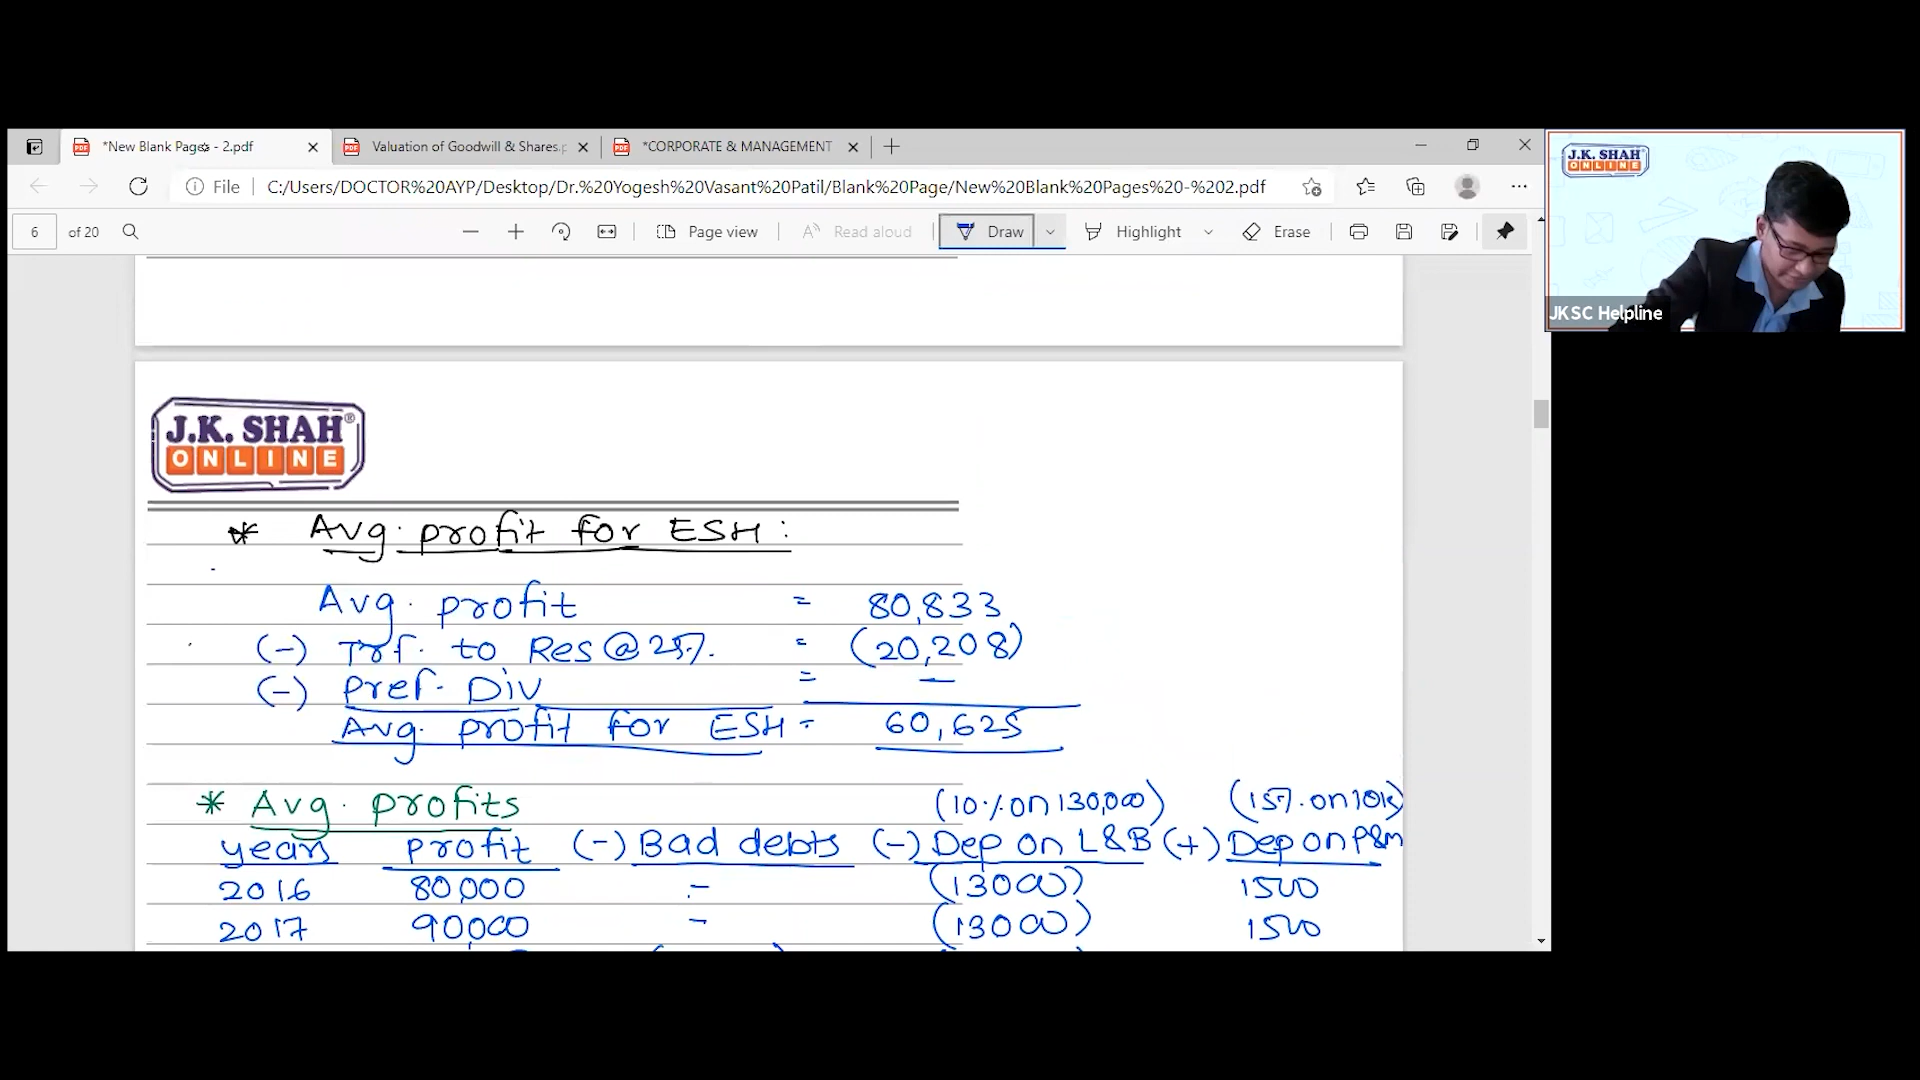 *New Blank Pages - 2.pdf
Valuation of Goodwill & Shares.p
*CORPORATE & MANAGEMENT
File C:/Users/DOCTOR%20AYP/Desktop/Dr.%20Yogesh%20Vasant%20Patil/Blank%20Page/New%20Blank%20Pages%20-%202.pdf
6 of 20 Page view Read aloud Draw Highlight Erase
J.K. SHAH
ONLINE
JKSC Helpline
J.K. SHAH®
ONLINE
* Avg. profit for ESH:
Avg. profit = 80,833
(-) Trf. to Res @ 25%. = (20,208)
(-) Pref. Div = —
Avg. profit for ESH = 60,625
* Avg. profits (10% on 130,000) (15%. on 10k)
years profit (-) Bad debts (-) Dep on L&B (+) Dep on P&M
2016 80,000 - (13000) 1500
2017 90,000 - (13000) 1500